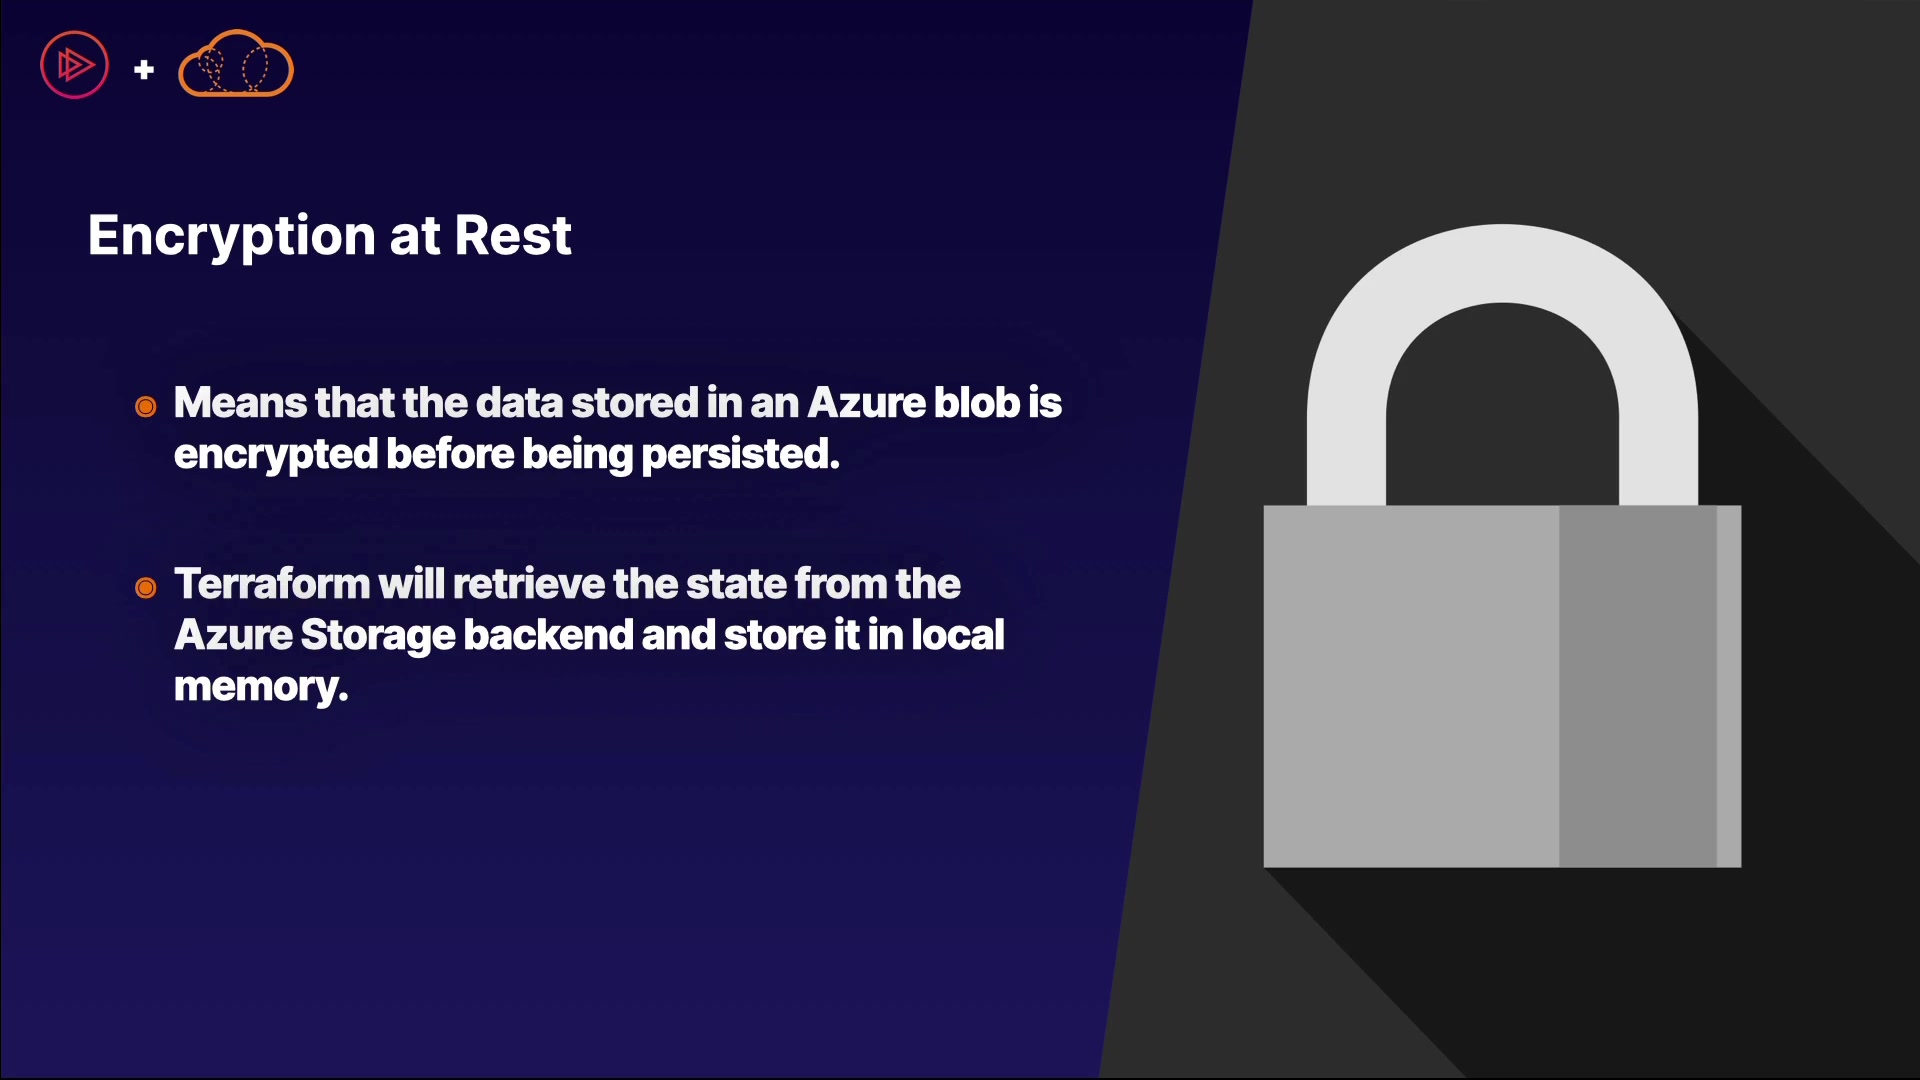 +
Encryption at Rest
Means that the data stored in an Azure blob is
encrypted before being persisted.
Terraform will retrieve the state from the
Azure Storage backend and store it in local
memory.